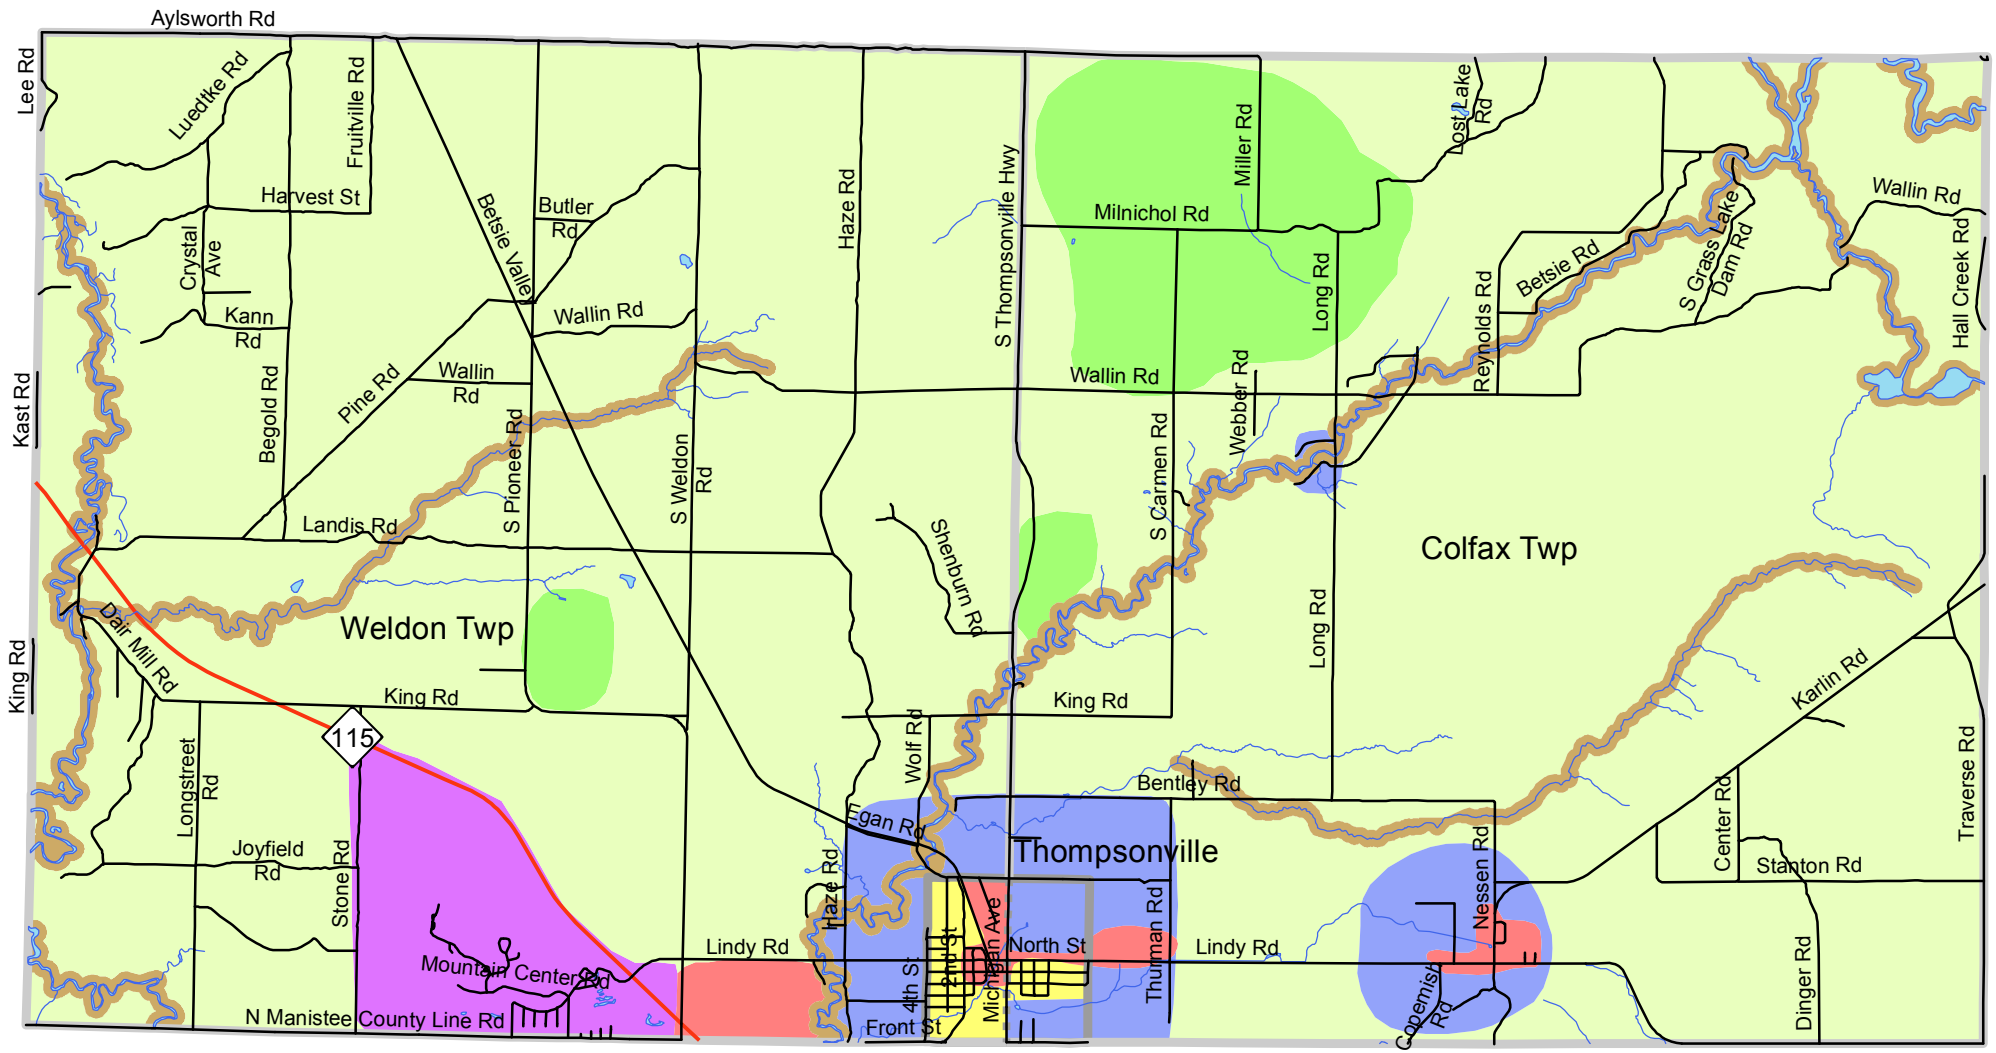 Aylsworth Rd
Lee Rd
Luedtke Rd
Fruitville Rd
Harvest St
Crystal
Ave
Kann
Rd
Begold Rd
Kast Rd
Betsie Valley
Butler
Rd
Wallin Rd
Pine Rd
Wallin
Rd
S Pioneer Rd
S Weldon
Rd
Haze Rd
S Thompsonville Hwy
Miller Rd
Milnichol Rd
Lost Lake
Rd
Long Rd
Wallin Rd
Webber Rd
S Carmen Rd
Reynolds Rd
Betsie Rd
S Grass Lake
Dam Rd
Wallin Rd
Hall Creek Rd
Landis Rd
Shenburn Rd
Colfax Twp
Weldon Twp
Dair Mill Rd
King Rd
King Rd
King Rd
Long Rd
Karlin Rd
115
Longstreet
Rd
Wolf Rd
Bentley Rd
Traverse Rd
Center Rd
Stanton Rd
Joyfield
Rd
Stone Rd
Egan Rd
Thompsonville
Haze Rd
Nessen Rd
Lindy Rd
Mountain Center Rd
4th St
2nd St
Michigan Ave
North St
Thurman Rd
Lindy Rd
Copemish
Rd
Dinger Rd
N Manistee County Line Rd
Front St